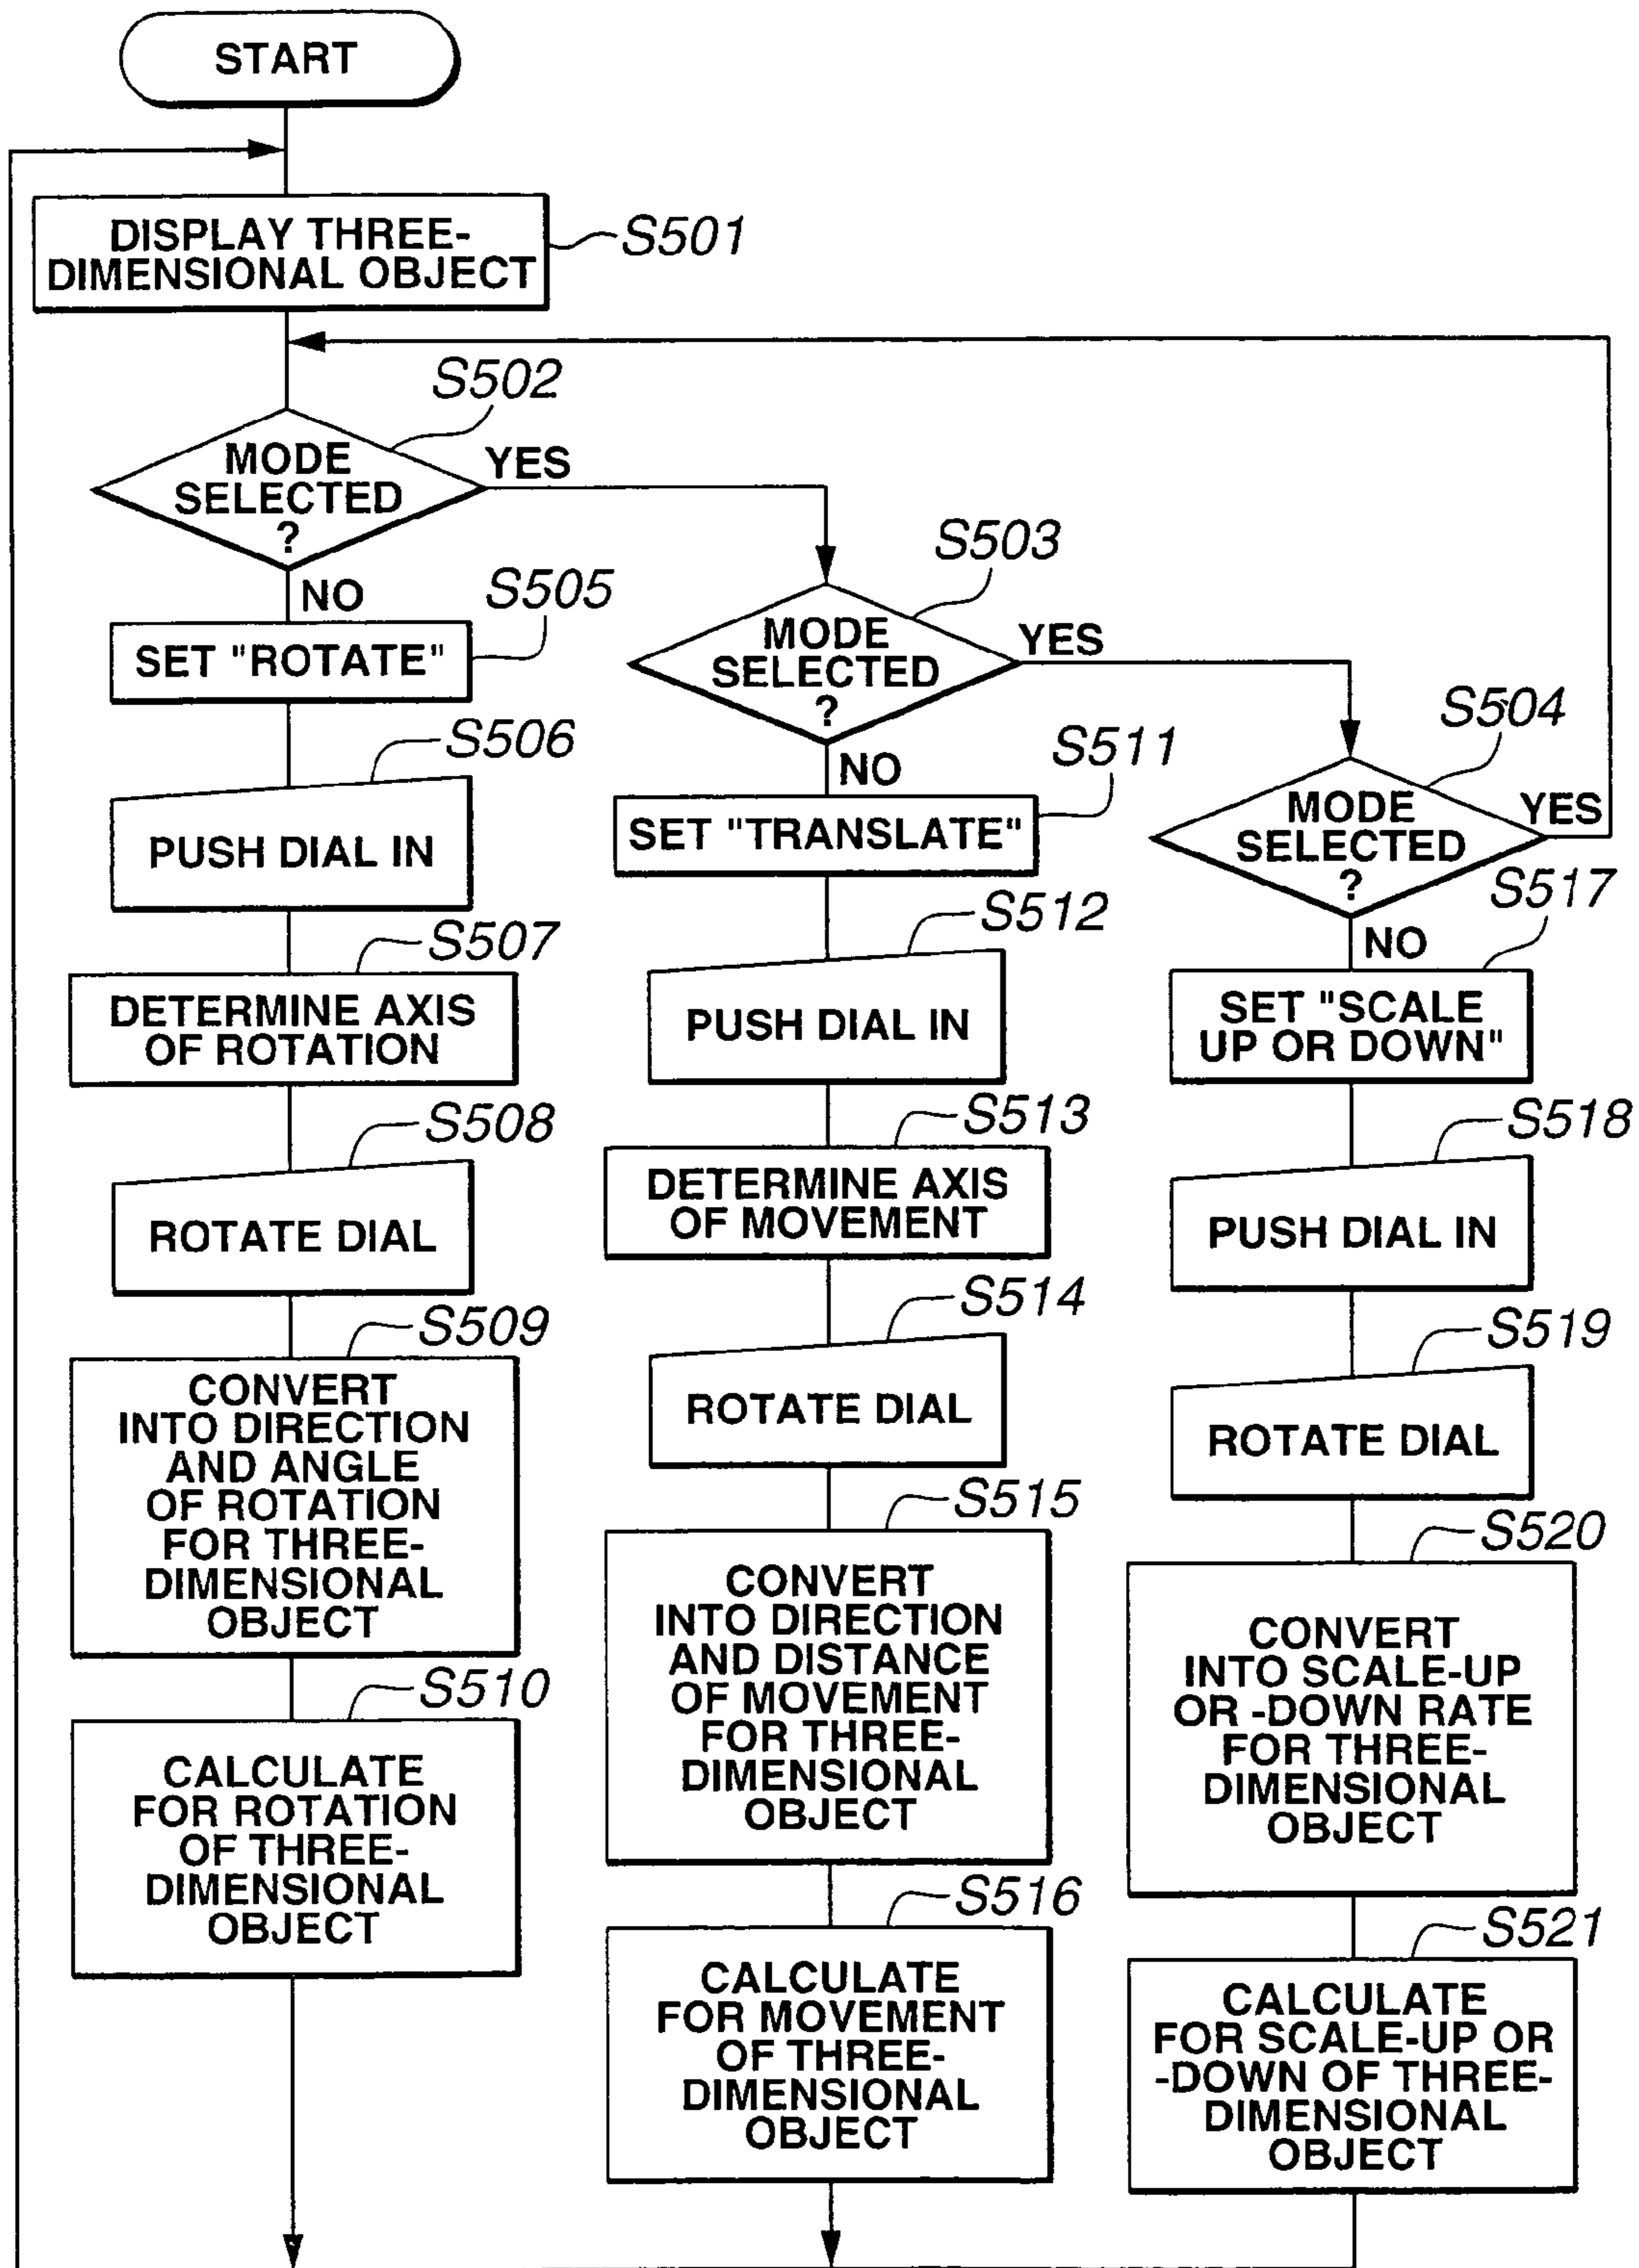 START
DISPLAY THREE-
DIMENSIONAL OBJECT
S501
S502
MODE
SELECTED
?
YES
NO
S505
SET "ROTATE"
S506
PUSH DIAL IN
S507
DETERMINE AXIS
OF ROTATION
S508
ROTATE DIAL
S509
CONVERT
INTO DIRECTION
AND ANGLE
OF ROTATION
FOR THREE-
DIMENSIONAL
OBJECT
S510
CALCULATE
FOR ROTATION
OF THREE-
DIMENSIONAL
OBJECT
S503
MODE
SELECTED
?
YES
NO
S511
SET "TRANSLATE"
S512
PUSH DIAL IN
S513
DETERMINE AXIS
OF MOVEMENT
S514
ROTATE DIAL
S515
CONVERT
INTO DIRECTION
AND DISTANCE
OF MOVEMENT
FOR THREE-
DIMENSIONAL
OBJECT
S516
CALCULATE
FOR MOVEMENT
OF THREE-
DIMENSIONAL
OBJECT
S504
MODE
SELECTED
?
YES
NO
S517
SET "SCALE
UP OR DOWN"
S518
PUSH DIAL IN
S519
ROTATE DIAL
S520
CONVERT
INTO SCALE-UP
OR -DOWN RATE
FOR THREE-
DIMENSIONAL
OBJECT
S521
CALCULATE
FOR SCALE-UP OR
-DOWN OF THREE-
DIMENSIONAL
OBJECT